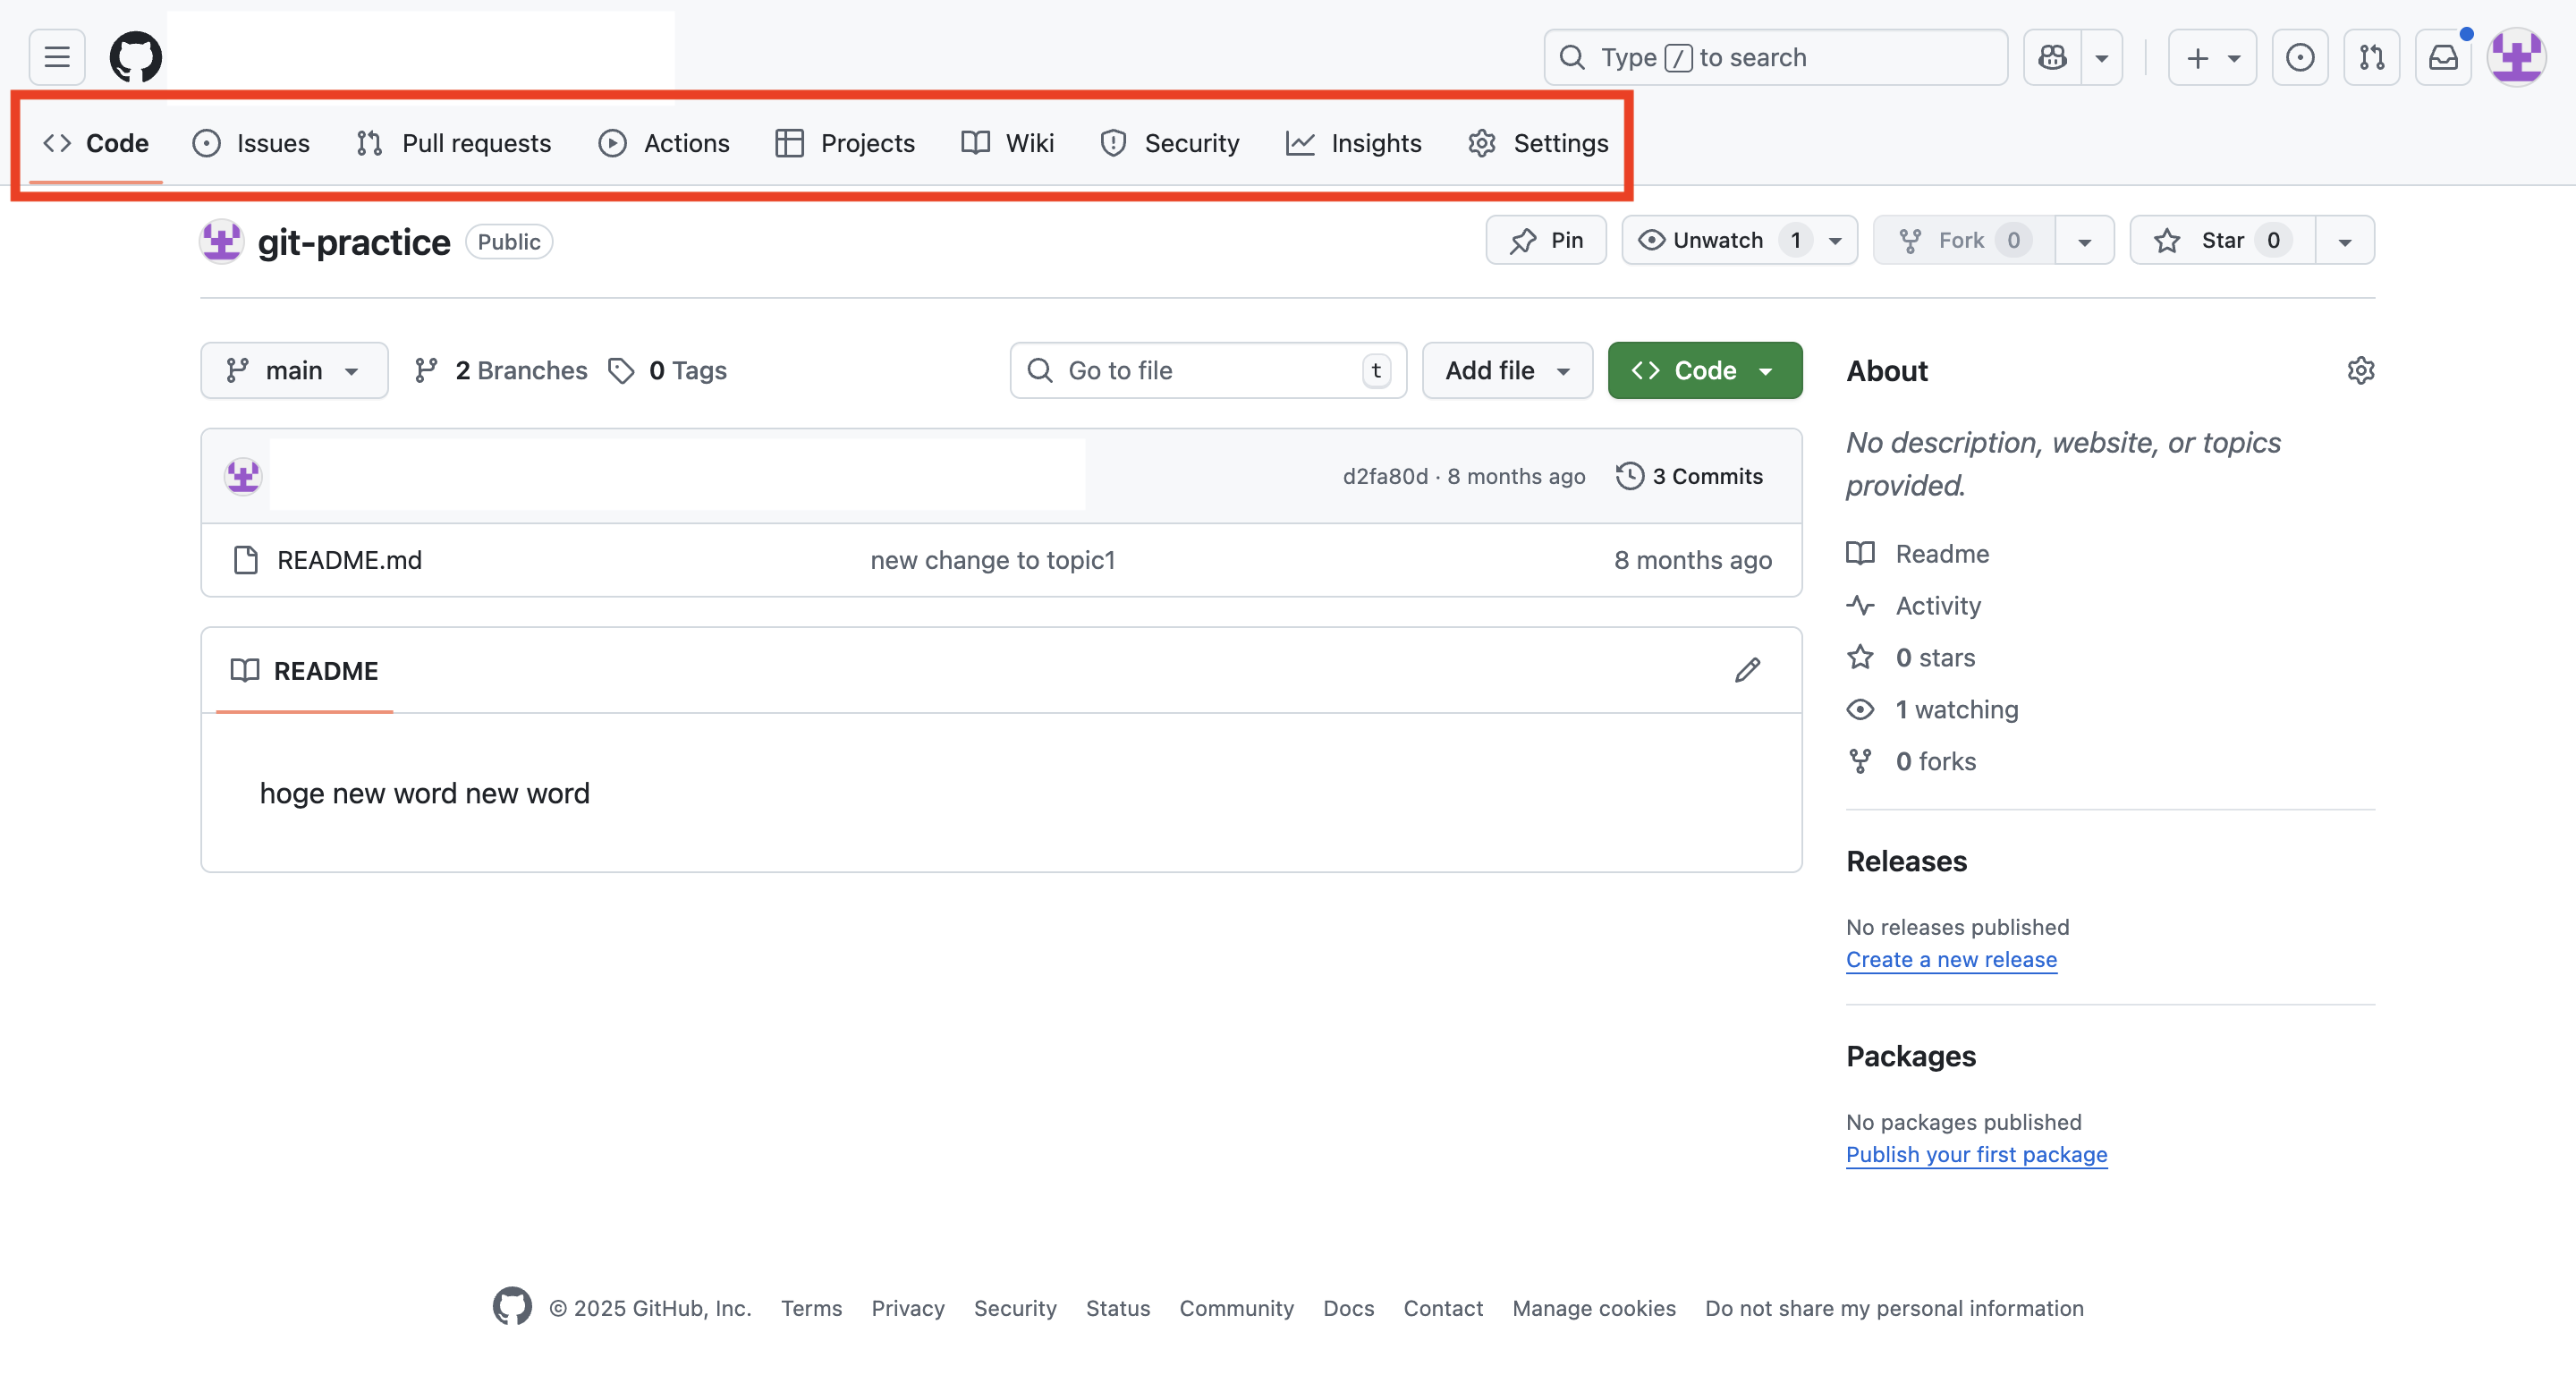 Type / to search
Code Issues Pull requests Actions Projects Wiki Security Insights Settings
git-practice Public
Pin Unwatch 1 Fork 0 Star 0
main 2 Branches 0 Tags Go to file t Add file Code
d2fa80d · 8 months ago 3 Commits
README.md new change to topic1 8 months ago
README
hoge new word new word
About
No description, website, or topics
provided.
Readme
Activity
0 stars
1 watching
0 forks
Releases
No releases published
Create a new release
Packages
No packages published
Publish your first package
© 2025 GitHub, Inc. Terms Privacy Security Status Community Docs Contact Manage cookies Do not share my personal information